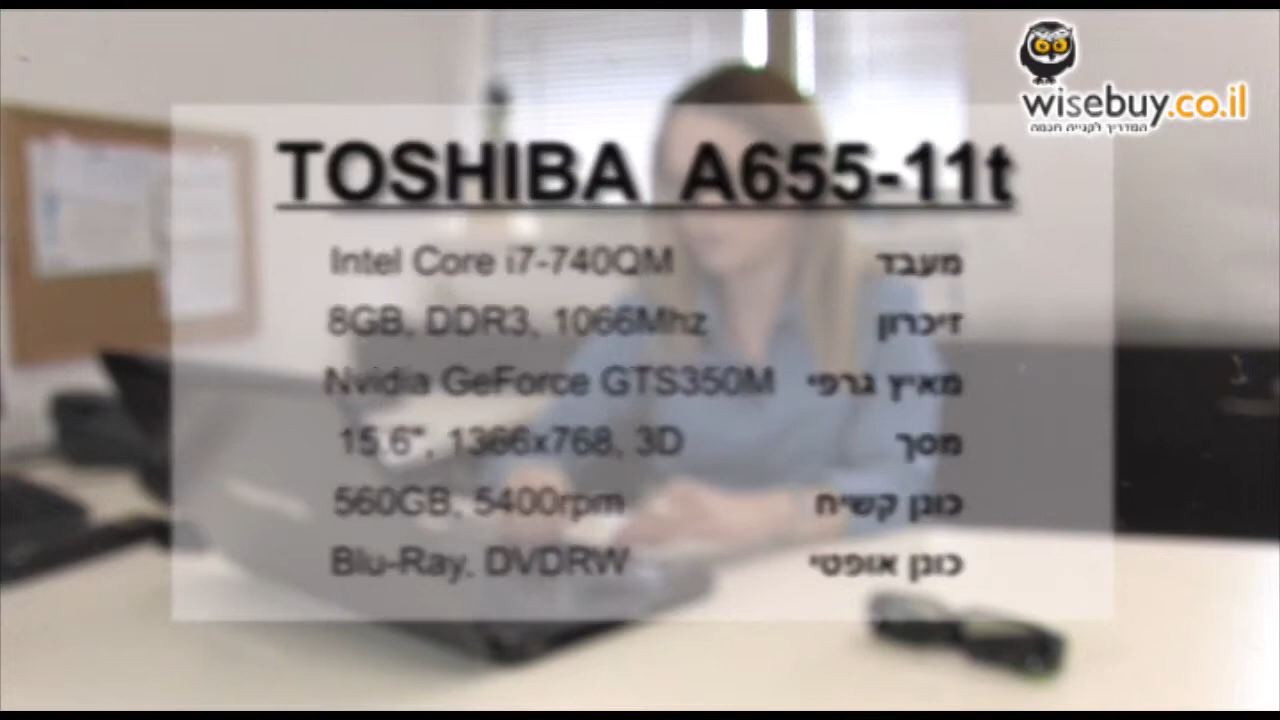 wisebuy.co.il
המדריך לקנייה חכמה
TOSHIBA A655-11t
מעבד Intel Core i7-740QM
זיכרון 8GB, DDR3, 1066Mhz
מאיץ גרפי Nvidia GeForce GTS350M
מסך 15.6", 1366x768, 3D
כונן קשיח 560GB, 5400rpm
כונן אופטי Blu-Ray, DVDRW